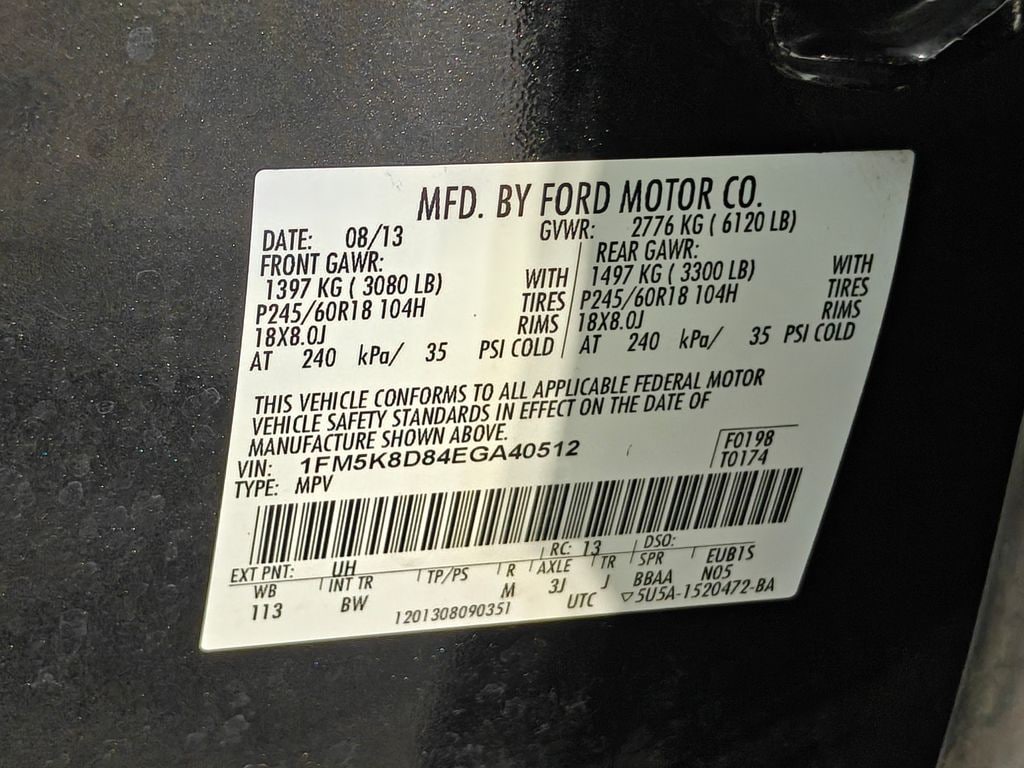 MFD. BY FORD MOTOR CO.
DATE: 08/13 GVWR: 2776 KG ( 6120 LB)
FRONT GAWR: REAR GAWR:
1397 KG ( 3080 LB) WITH 1497 KG ( 3300 LB) WITH
P245/60R18 104H TIRES P245/60R18 104H TIRES
18X8.0J RIMS 18X8.0J RIMS
AT 240 kPa/ 35 PSI COLD AT 240 kPa/ 35 PSI COLD
THIS VEHICLE CONFORMS TO ALL APPLICABLE FEDERAL MOTOR
VEHICLE SAFETY STANDARDS IN EFFECT ON THE DATE OF
MANUFACTURE SHOWN ABOVE.
VIN: 1FM5K8D84EGA40512 F0198
TYPE: MPV T0174
EXT PNT: UH RC: 13 DSO:
WB INT TR TP/PS R AXLE TR SPR EUB1S
113 BW M 3J J BBAA N05
1201308090351 UTC ▽5U5A-1520472-BA